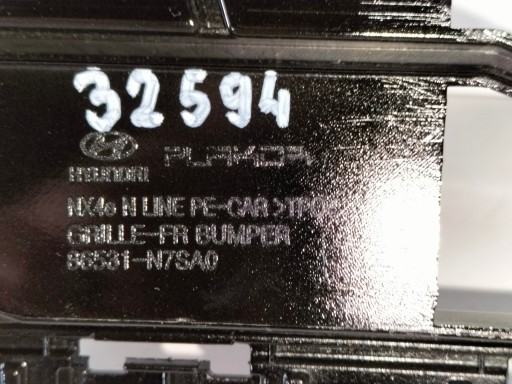 32594
HYUNDAI PLAKOR
NX4e N LINE PE-CAR
GRILLE-FR BUMPER
86531-N7SA0